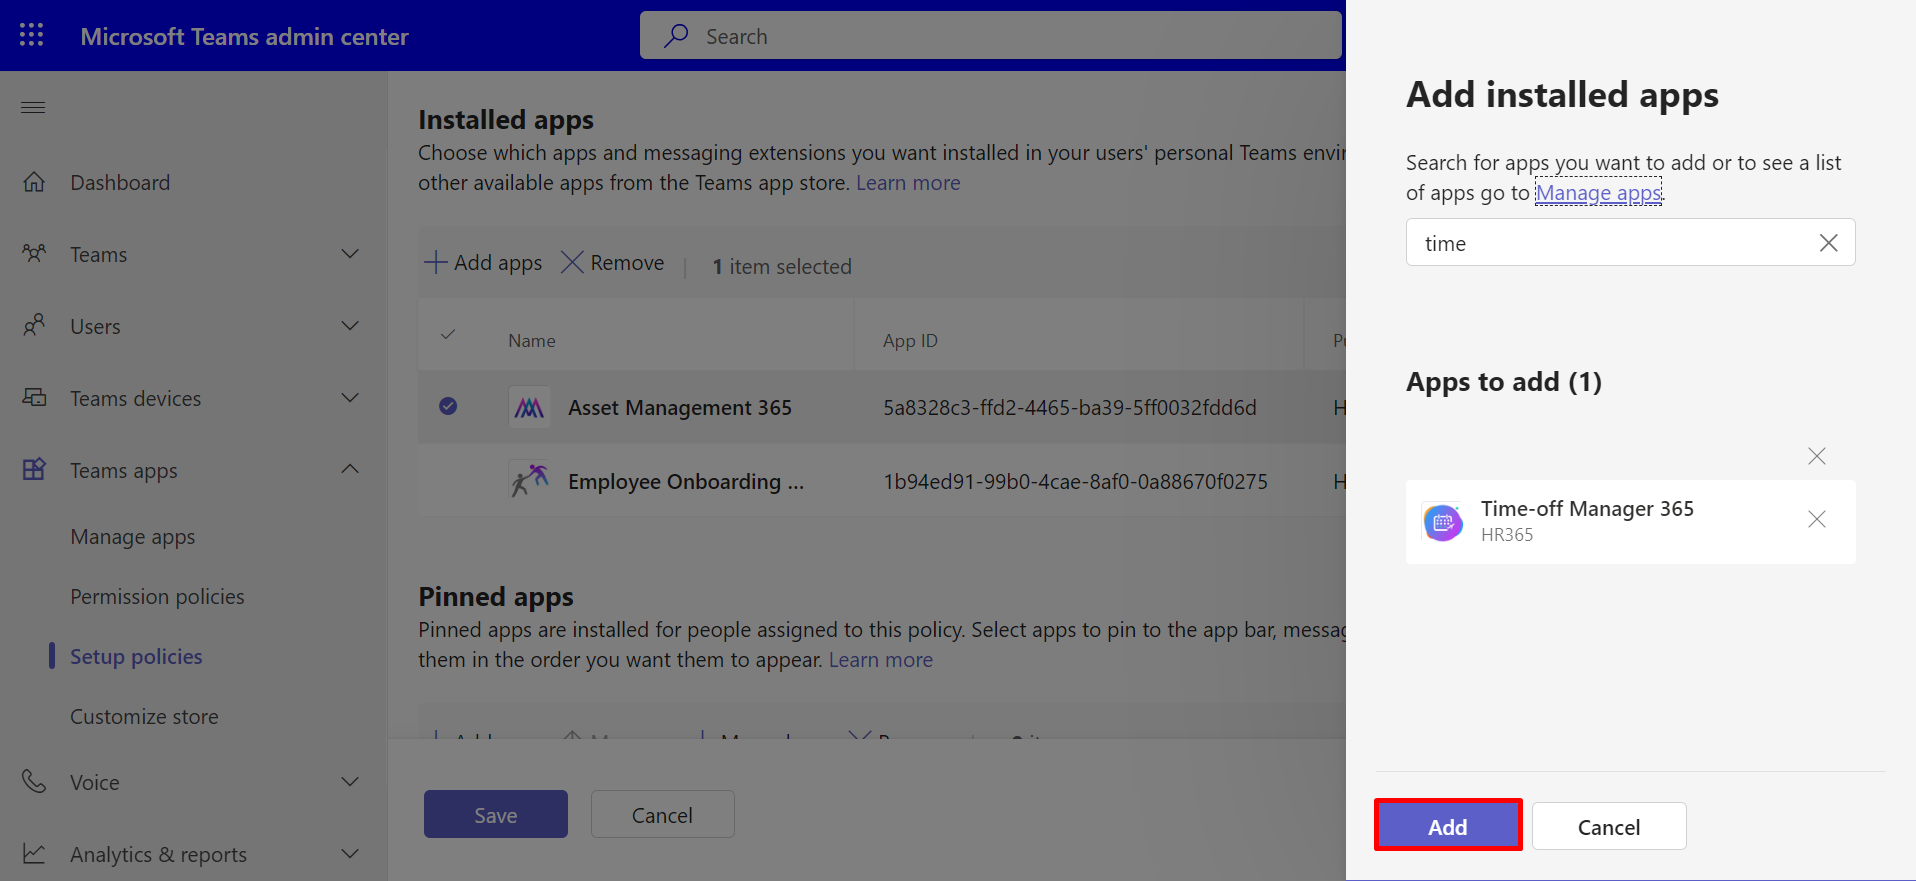 Microsoft Teams admin center
Search
Dashboard
Teams
Users
Teams devices
Teams apps
Manage apps
Permission policies
Setup policies
Customize store
Voice
Analytics & reports
Installed apps
Choose which apps and messaging extensions you want installed in your users' personal Teams envi
other available apps from the Teams app store. Learn more
Add apps Remove | 1 item selected
Name App ID
Asset Management 365 5a8328c3-ffd2-4465-ba39-5ff0032fdd6d H
Employee Onboarding ... 1b94ed91-99b0-4cae-8af0-0a88670f0275 H
Pinned apps
Pinned apps are installed for people assigned to this policy. Select apps to pin to the app bar, messa
them in the order you want them to appear. Learn more
Save Cancel
Add installed apps
Search for apps you want to add or to see a list
of apps go to Manage apps.
time
Apps to add (1)
Time-off Manager 365
HR365
Add Cancel